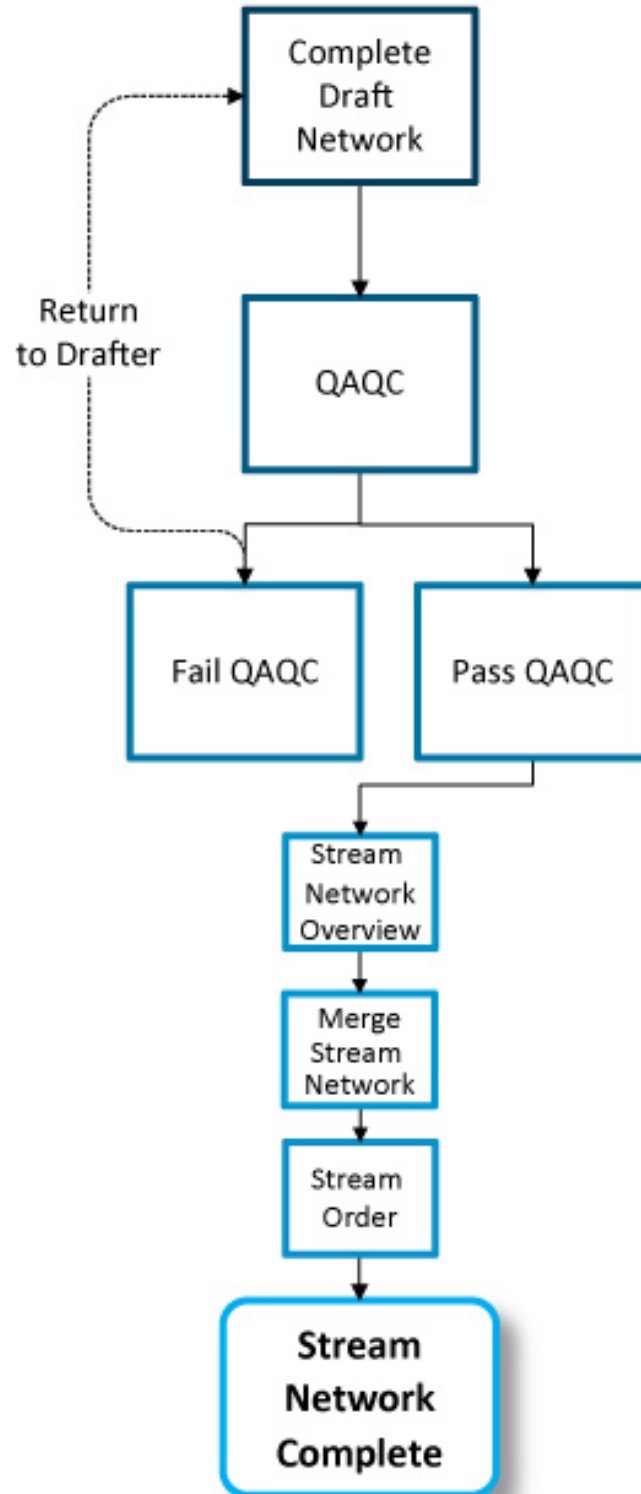 Complete
Draft
Network
Return
to Drafter
QAQC
Fail QAQC
Pass QAQC
Stream
Network
Overview
Merge
Stream
Network
Stream
Order
Stream
Network
Complete